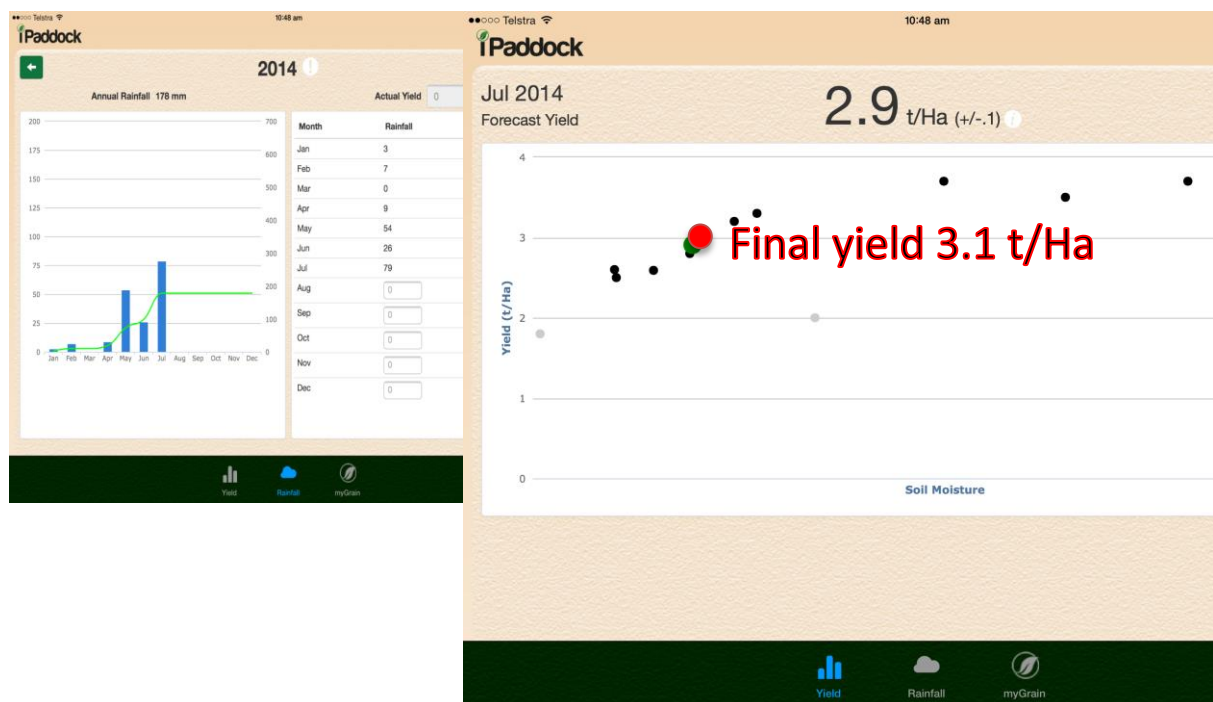 Telstra
10:48 am
iPaddock
2014
Annual Rainfall 178 mm
Actual Yield 0
200
175
150
125
100
75
50
25
0
700
600
500
400
300
200
100
0
Jan Feb Mar Apr May Jun Jul Aug Sep Oct Nov Dec
Month Rainfall
Jan 3
Feb 7
Mar 0
Apr 9
May 54
Jun 26
Jul 79
Aug 0
Sep 0
Oct 0
Nov 0
Dec 0
Yield Rainfall myGrain
Telstra
10:48 am
iPaddock
Jul 2014
Forecast Yield
2.9 t/Ha (+/-.1)
4
3
2
1
0
Yield (t/Ha)
Final yield 3.1 t/Ha
Soil Moisture
Yield Rainfall myGrain